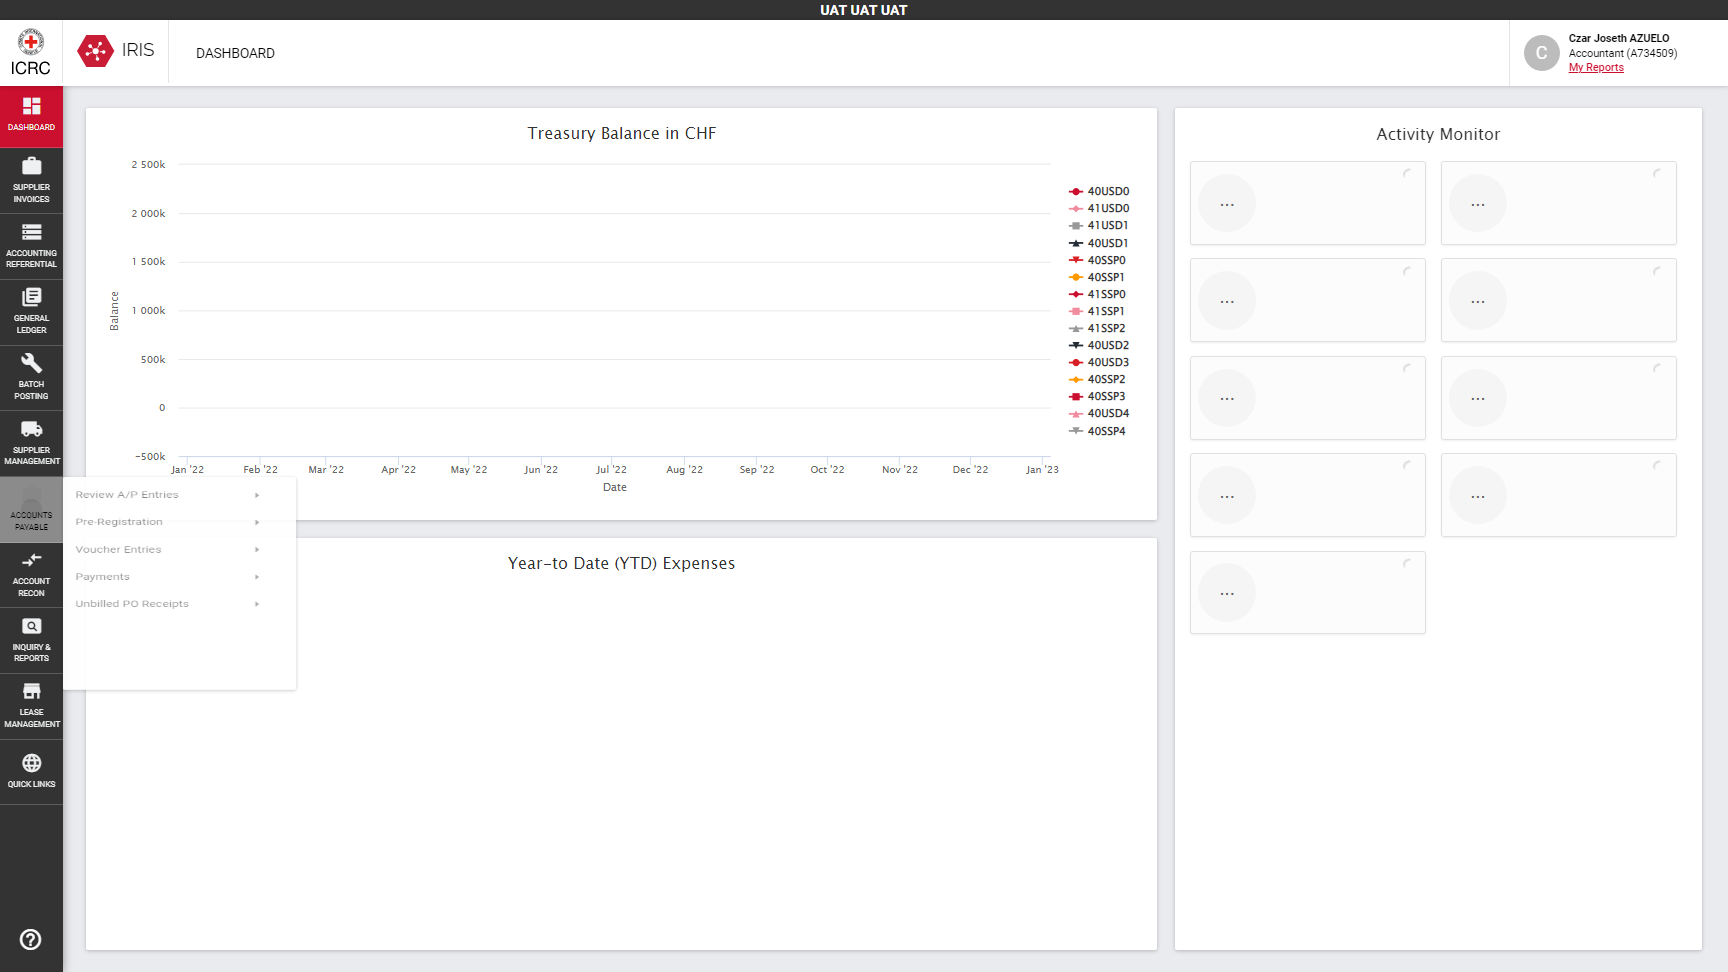 UAT UAT UAT
ICRC
IRIS
DASHBOARD
C
Czar Joseth AZUELO
Accountant (A734509)
My Reports
DASHBOARD
SUPPLIER
INVOICES
ACCOUNTING
REFERENTIAL
GENERAL
LEDGER
BATCH
POSTING
SUPPLIER
MANAGEMENT
ACCOUNTS
PAYABLE
ACCOUNT
RECON
INQUIRY &
REPORTS
LEASE
MANAGEMENT
QUICK LINKS
Review A/P Entries
Pre-Registration
Voucher Entries
Payments
Unbilled PO Receipts
Treasury Balance in CHF
Balance
2 500k
2 000k
1 500k
1 000k
500k
0
-500k
Jan '22 Feb '22 Mar '22 Apr '22 May '22 Jun '22 Jul '22 Aug '22 Sep '22 Oct '22 Nov '22 Dec '22 Jan '23
Date
40USD0
41USD0
41USD1
40USD1
40SSP0
40SSP1
41SSP0
41SSP1
41SSP2
40USD2
40USD3
40SSP2
40SSP3
40USD4
40SSP4
Year-to Date (YTD) Expenses
Activity Monitor
... ...
... ...
... ...
... ...
...